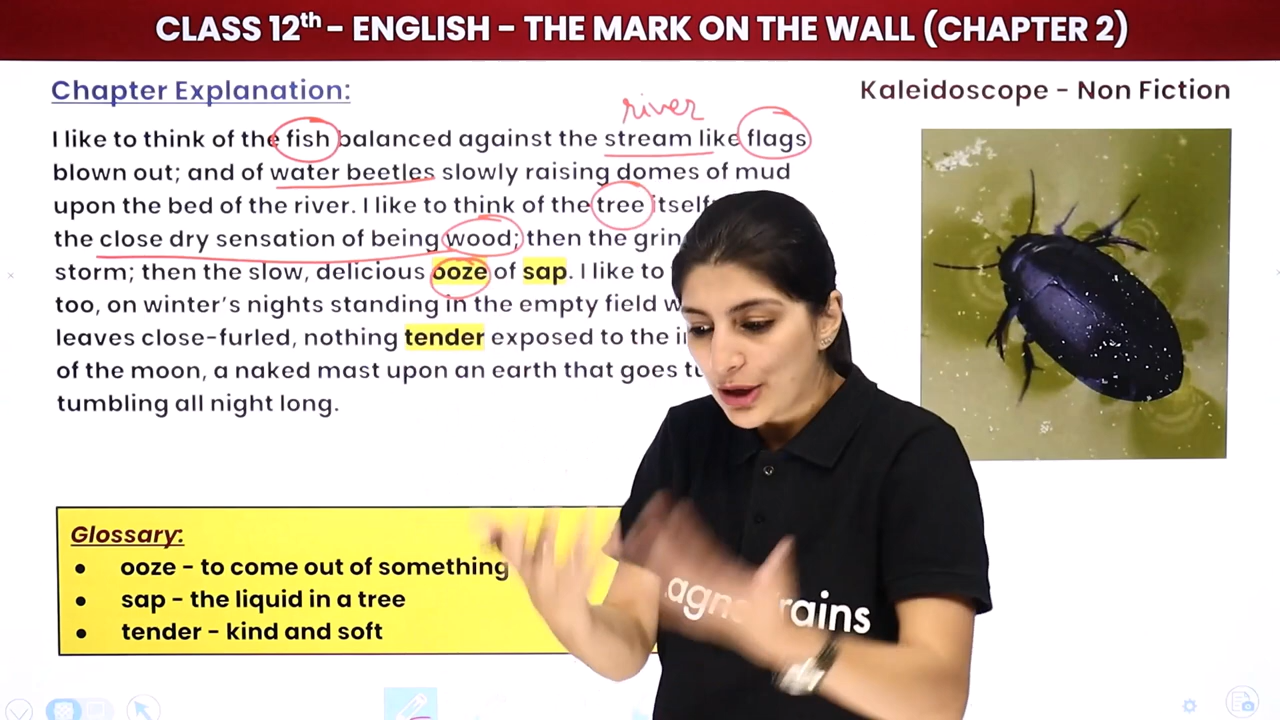 CLASS 12th - ENGLISH - THE MARK ON THE WALL (CHAPTER 2)
Chapter Explanation:
Kaleidoscope - Non Fiction
river
I like to think of the fish balanced against the stream like flags
blown out; and of water beetles slowly raising domes of mud
upon the bed of the river. I like to think of the tree itself
the close dry sensation of being wood; then the
storm; then the slow, delicious ooze of sap. I like to
too, on winter's nights standing in the empty field
leaves close-furled, nothing tender exposed to the
of the moon, a naked mast upon an earth that goes
tumbling all night long.
Glossary:
• ooze - to come out of something
• sap - the liquid in a tree
• tender - kind and soft